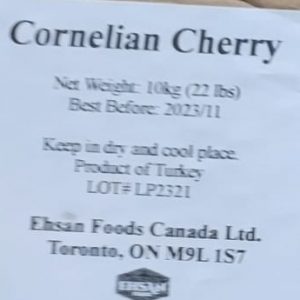 Cornelian Cherry
Net Weight: 10kg (22 lbs)
Best Before: 2023/11
Keep in dry and cool place.
Product of Turkey
LOT# LP2321
Ehsan Foods Canada Ltd.
Toronto, ON M9L 1S7
EHSAN